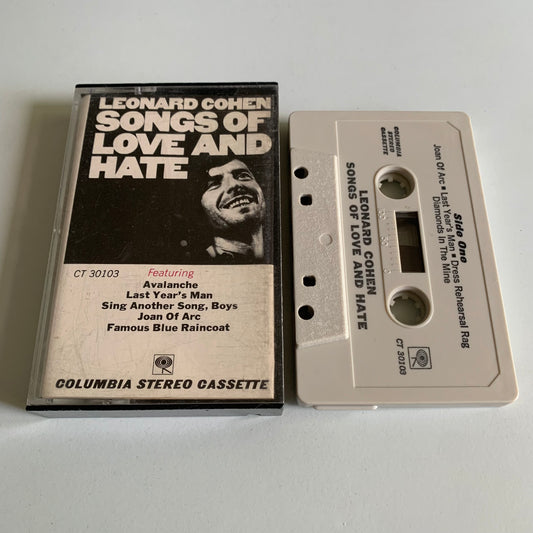 LEONARD COHEN
SONGS OF
LOVE AND
HATE
CT 30103 Featuring
Avalanche
Last Year's Man
Sing Another Song, Boys
Joan Of Arc
Famous Blue Raincoat
COLUMBIA STEREO CASSETTE
COLUMBIA
STEREO
CASSETTE
LEONARD COHEN
SONGS OF LOVE AND HATE
Side One
Joan Of Arc ■ Last Year's Man ■ Dress Rehearsal Rag
Diamonds In The Mine
CT 30103